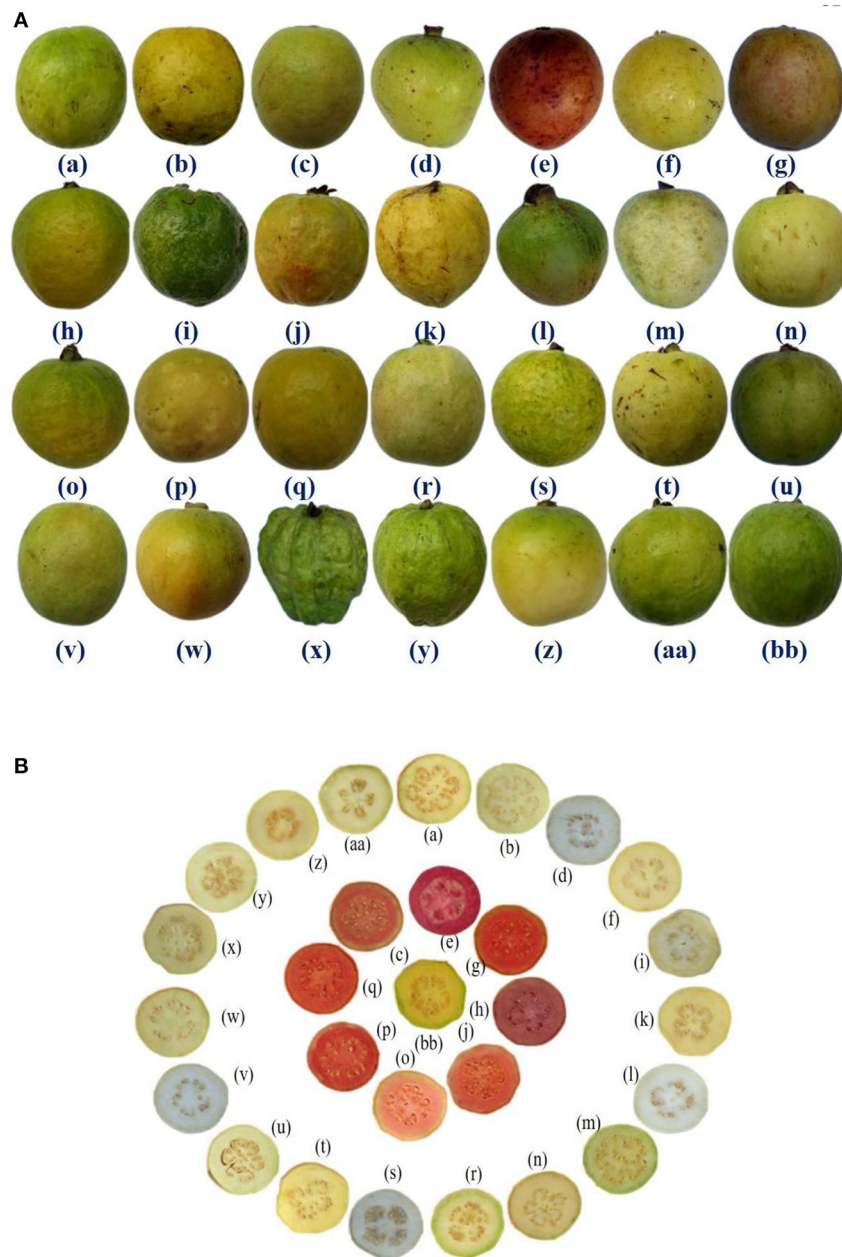 A
(a) (b) (c) (d) (e) (f) (g)
(h) (i) (j) (k) (l) (m) (n)
(o) (p) (q) (r) (s) (t) (u)
(v) (w) (x) (y) (z) (aa) (bb)
B
(a)
(aa) (b)
(z) (d)
(y) (f)
(e)
(x) (c) (g) (i)
(q) (h) (k)
(w)
(p) (bb) (j)
(o)
(v) (l)
(u) (m)
(t) (s) (r) (n)